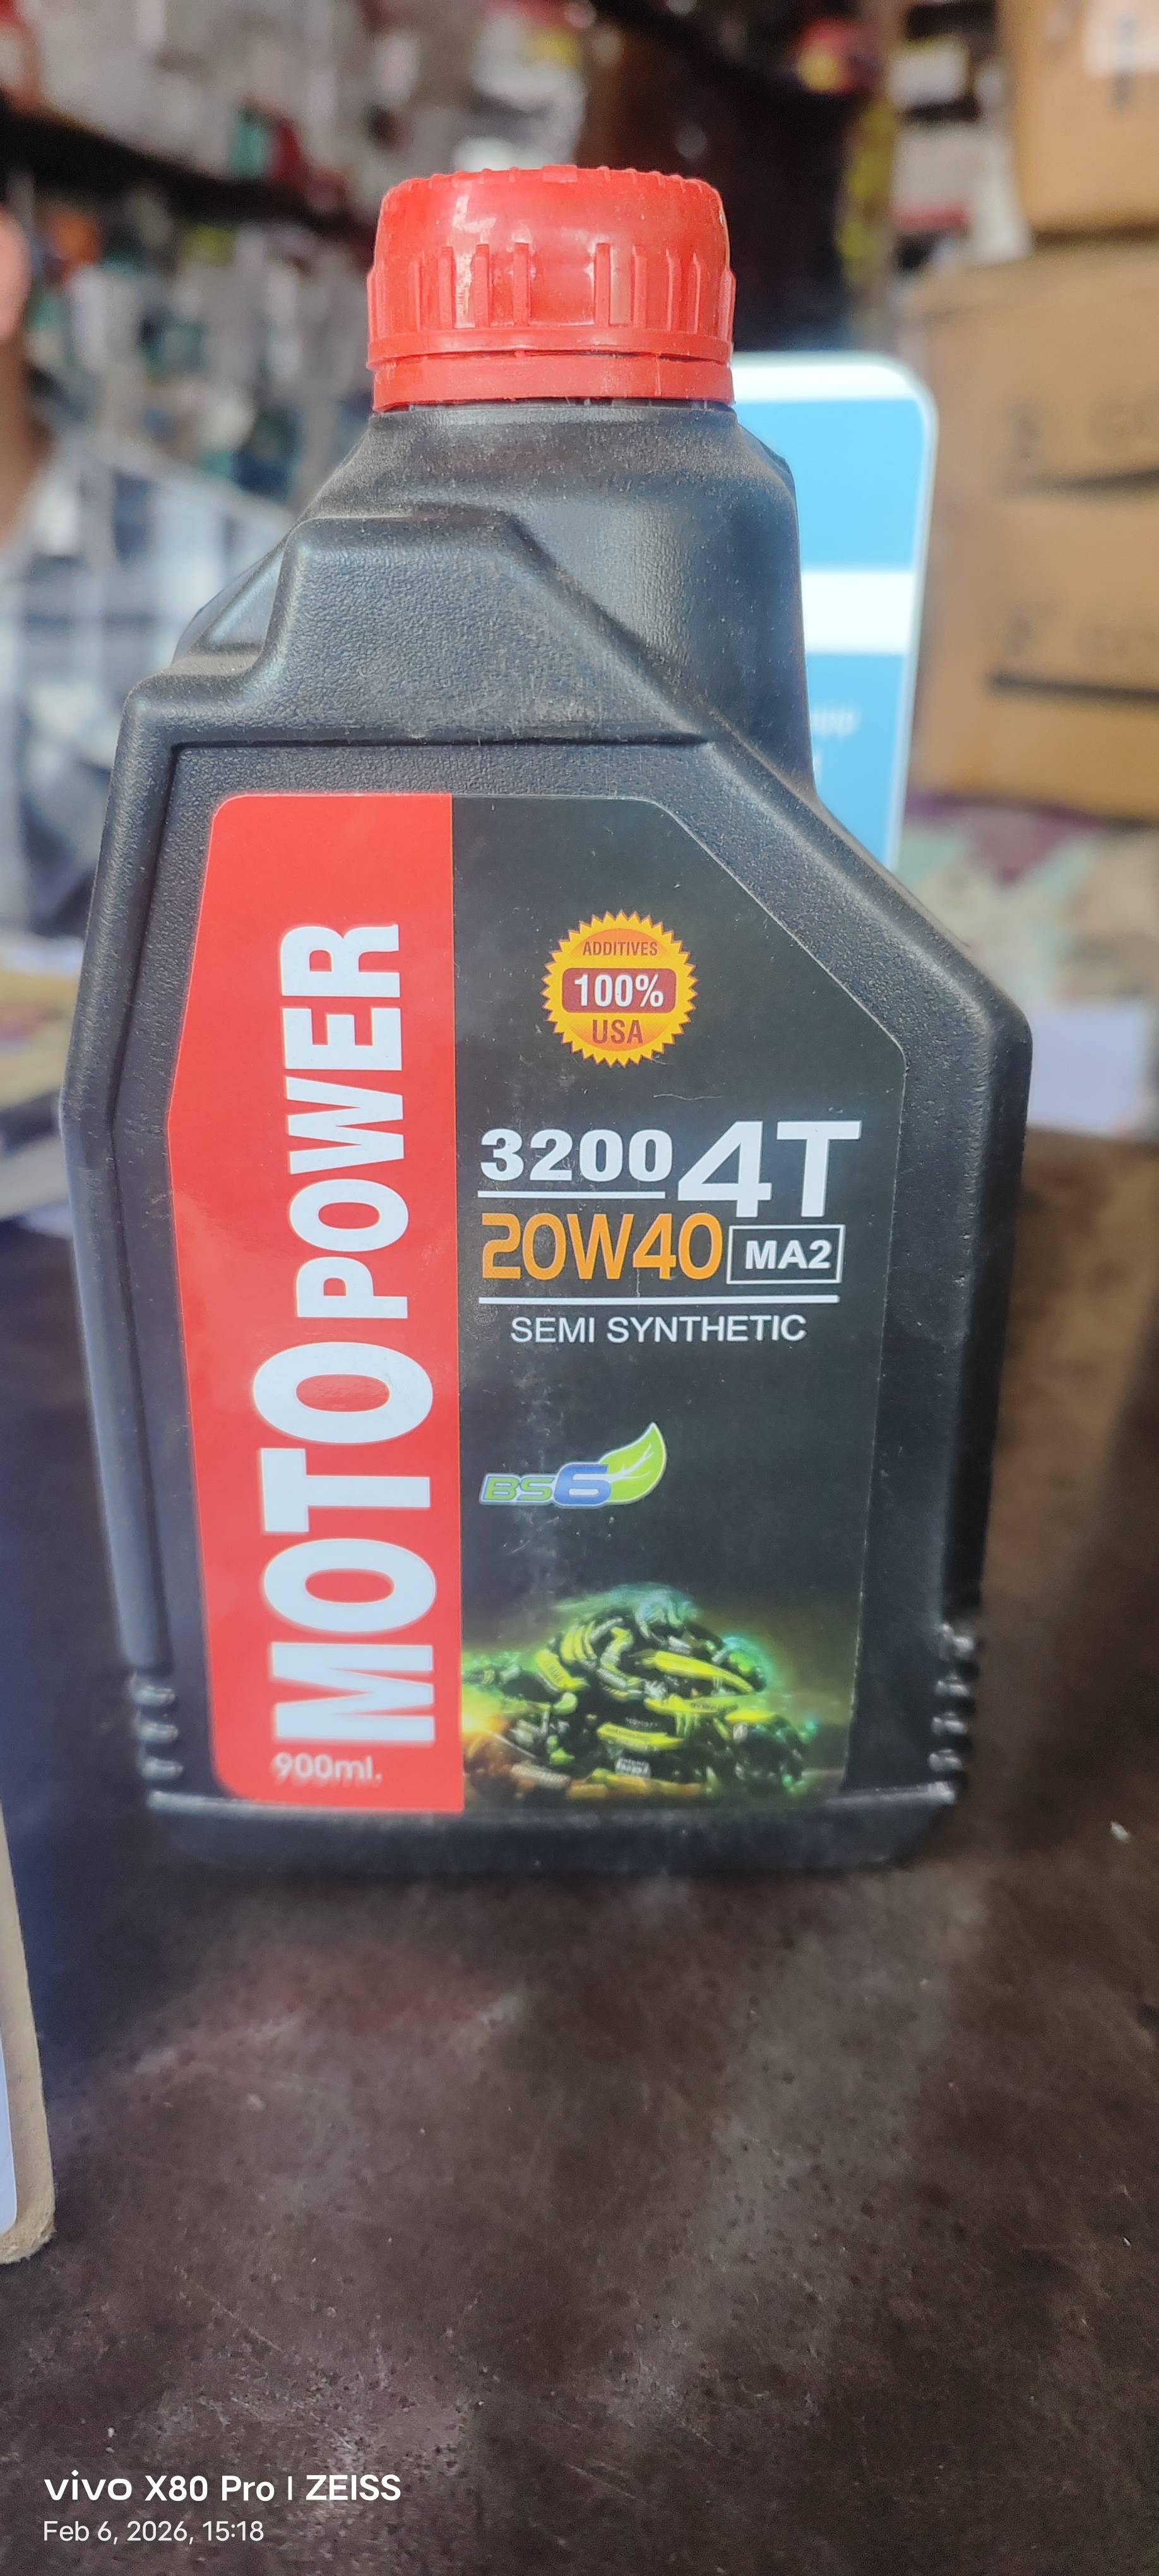 ADDITIVES
100%
USA
MOTO POWER
3200 4T
20W40 MA2
SEMI SYNTHETIC
BS6
900ml.
vivo X80 Pro | ZEISS
Feb 6, 2026, 15:18